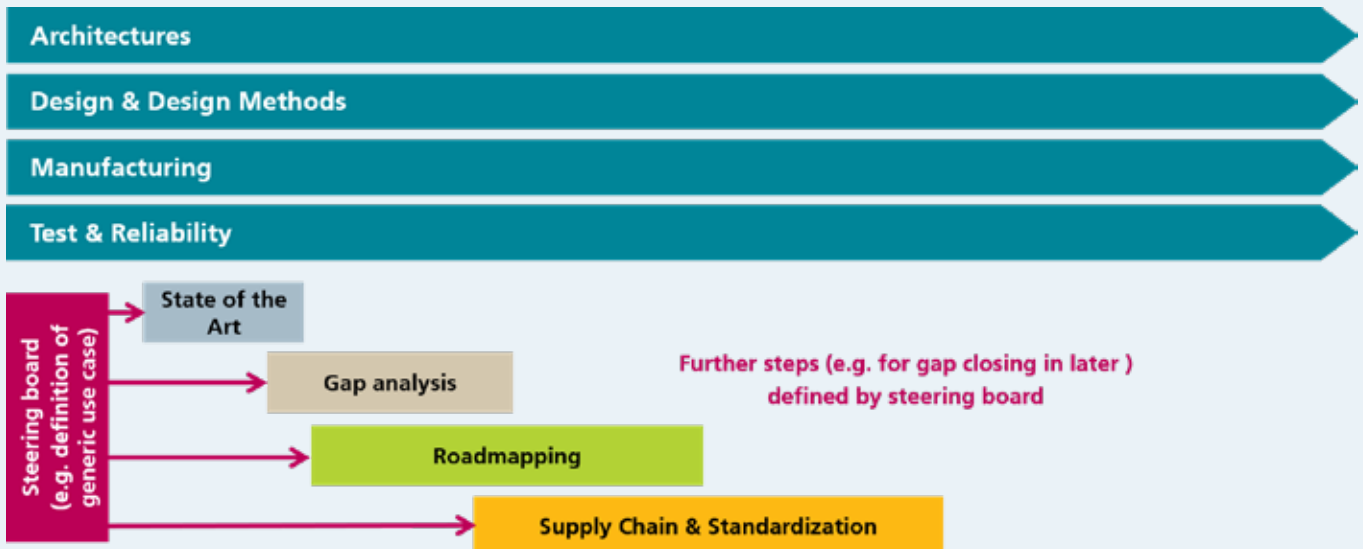 Architectures
Design & Design Methods
Manufacturing
Test & Reliability
Steering board
(e.g. definition of
generic use case)
State of the
Art
Gap analysis
Further steps (e.g. for gap closing in later )
defined by steering board
Roadmapping
Supply Chain & Standardization